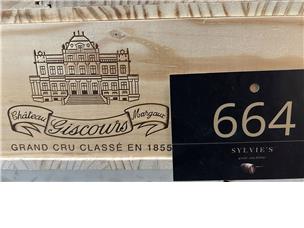 Château Giscours Margaux
GRAND CRU CLASSÉ EN 1855
664
SYLVIE'S